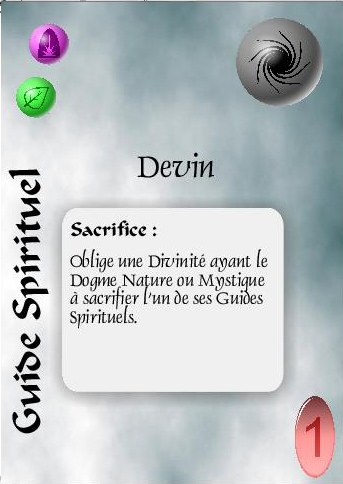 Devin
Guide Spirituel
Sacrifice :
Oblige une Divinité ayant le
Dogme Nature ou Mystique
à sacrifier l'un de ses Guides
Spirituels.
1